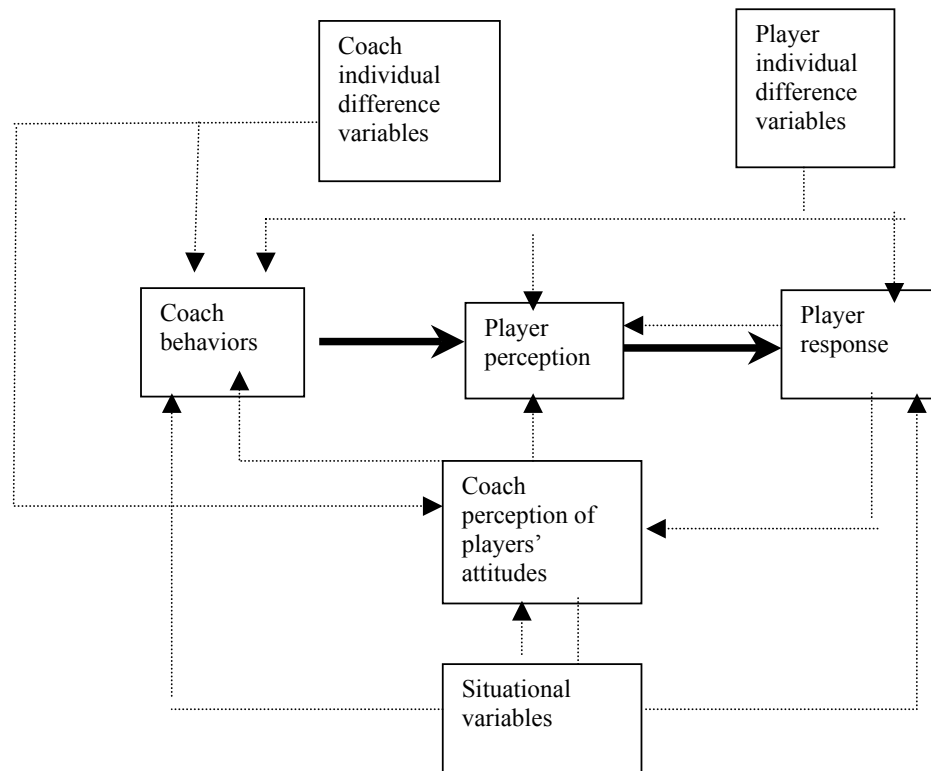 Coach
individual
difference
variables
Player
individual
difference
variables
Coach
behaviors
Player
perception
Player
response
Coach
perception of
players’
attitudes
Situational
variables